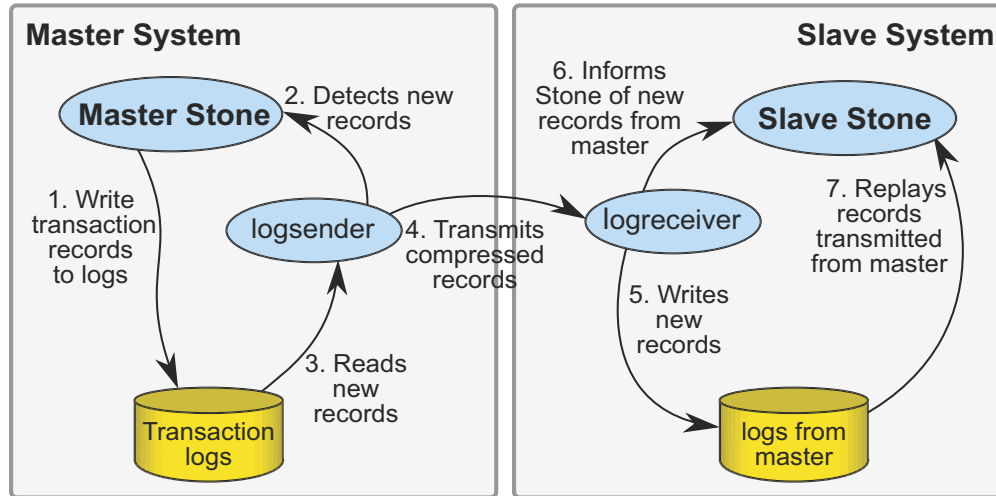 Master System
Master Stone
1. Write
transaction
records
to logs
2. Detects new
records
logsender
3. Reads
new
records
Transaction
logs
4. Transmits
compressed
records
Slave System
6. Informs
Stone of new
records from
master
Slave Stone
logreceiver
5. Writes
new
records
7. Replays
records
transmitted
from master
logs from
master